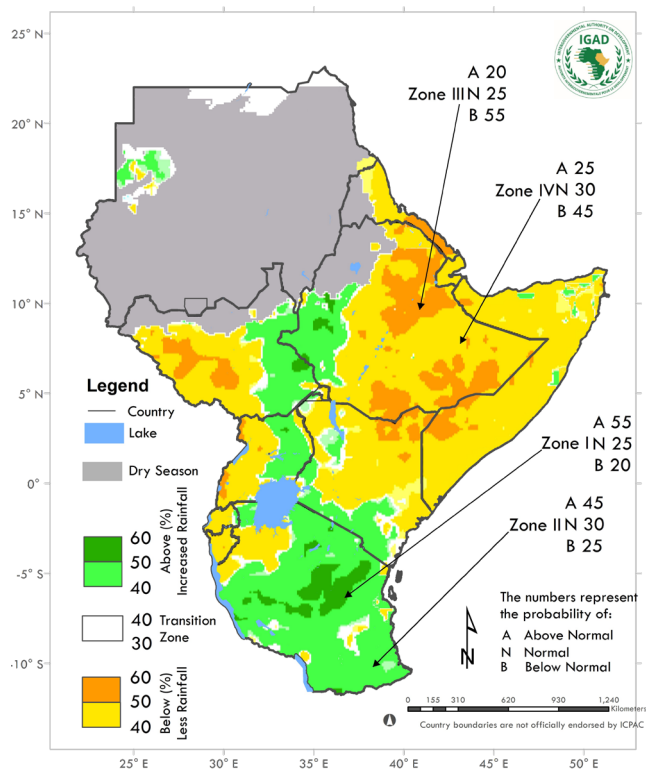 25° N
20° N
15° N
10° N
5° N
0°
-5° S
-10° S
25° E
30° E
35° E
40° E
45° E
50° E
IGAD
A 20
Zone III N 25
B 55
A 25
Zone IV N 30
B 45
A 55
Zone I N 25
B 20
A 45
Zone II N 30
B 25
Legend
Country
Lake
Dry Season
60
50
40
Above (%)
Increased Rainfall
40
30
Transition
Zone
60
50
40
Below (%)
Less Rainfall
The numbers represent
the probability of:
A Above Normal
N Normal
B Below Normal
N
0 155 310 620 930 1,240
Kilometers
Country boundaries are not officially endorsed by ICPAC